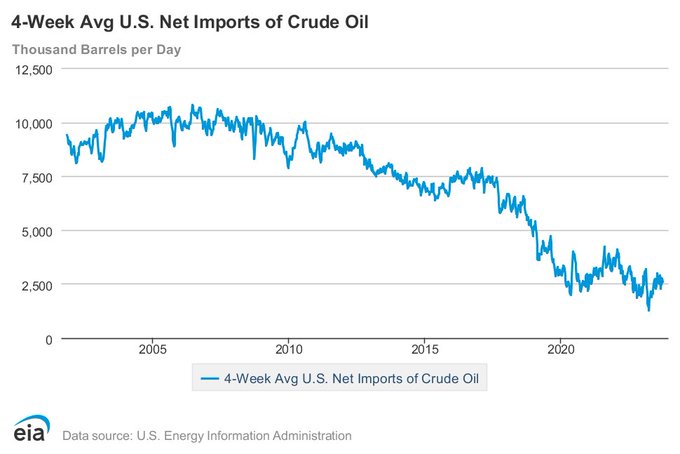 4-Week Avg U.S. Net Imports of Crude Oil
Thousand Barrels per Day
12,500
10,000
7,500
5,000
2,500
0
2005 2010 2015 2020
4-Week Avg U.S. Net Imports of Crude Oil
eia Data source: U.S. Energy Information Administration